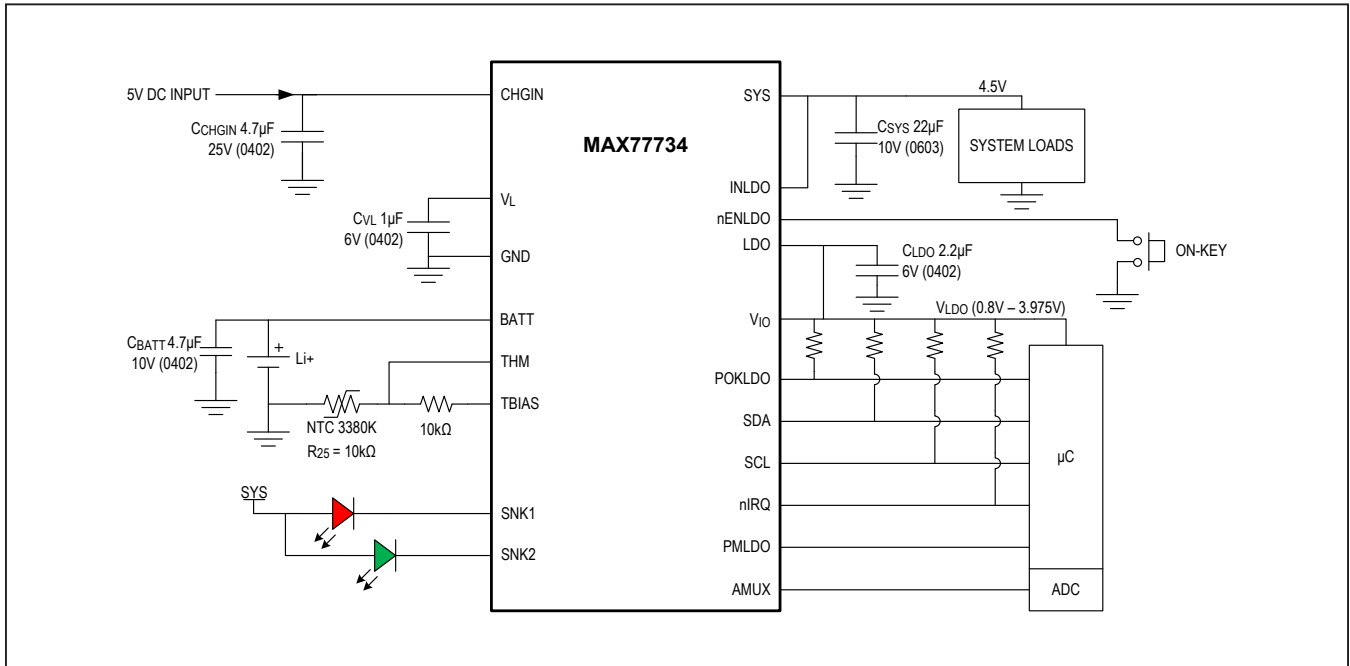 MAX77734
5V DC INPUT
CHGIN
CCHGIN 4.7µF
25V (0402)
VL
CVL 1µF
6V (0402)
GND
BATT
CBATT 4.7µF
10V (0402)
+
Li+
THM
TBIAS
NTC 3380K
R25 = 10kΩ
10kΩ
SYS
SNK1
SNK2
SYS
4.5V
CSYS 22µF
10V (0603)
SYSTEM LOADS
INLDO
nENLDO
LDO
CLDO 2.2µF
6V (0402)
ON-KEY
VIO
VLDO (0.8V – 3.975V)
POKLDO
SDA
SCL
µC
nIRQ
PMLDO
AMUX
ADC